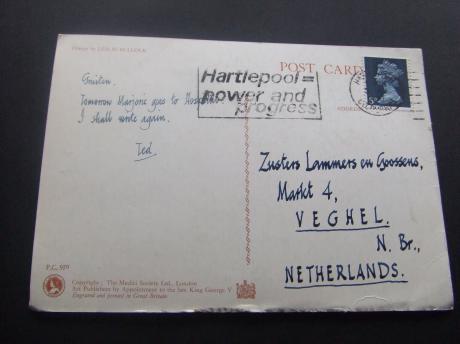 POST CARD
Hartlepool =
power and
progress
Tomorrow Marjorie goes to Hospital.
I shall write again.
Ted
Zusters Lammers en Goossens,
Markt 4,
VEGHEL.
N. Br.,
NETHERLANDS.
P.C. 
Copyright: The Medici Society Ltd., London
Art Publishers by Appointment to the late King George V
Engraved and printed in Great Britain